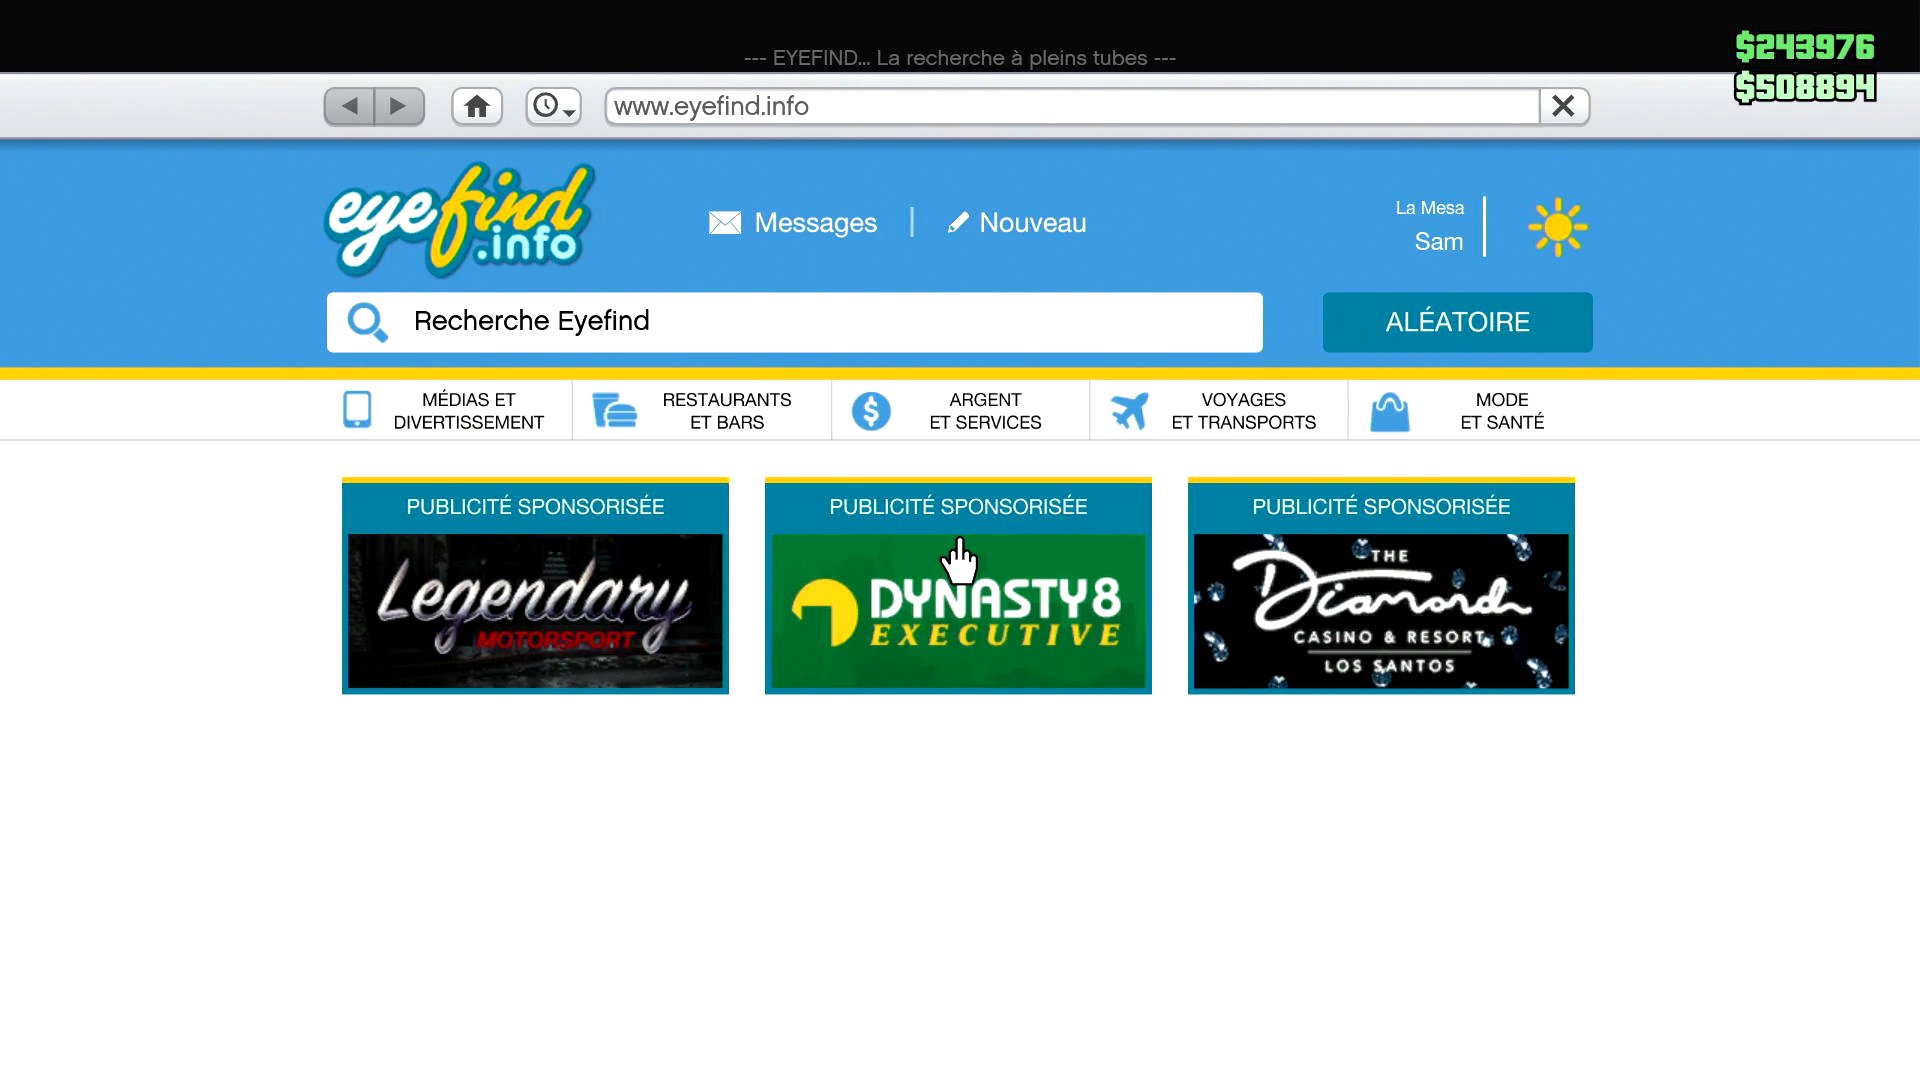 --- EYEFIND... La recherche à pleins tubes ---
$243976
$508894
www.eyefind.info
eyefind
.info
Messages
Nouveau
La Mesa
Sam
Recherche Eyefind
ALÉATOIRE
MÉDIAS ET
DIVERTISSEMENT
RESTAURANTS
ET BARS
ARGENT
ET SERVICES
VOYAGES
ET TRANSPORTS
MODE
ET SANTÉ
PUBLICITÉ SPONSORISÉE
Legendary
MOTORSPORT
PUBLICITÉ SPONSORISÉE
DYNASTY8
EXECUTIVE
PUBLICITÉ SPONSORISÉE
THE
Diamond
CASINO & RESORT
LOS SANTOS